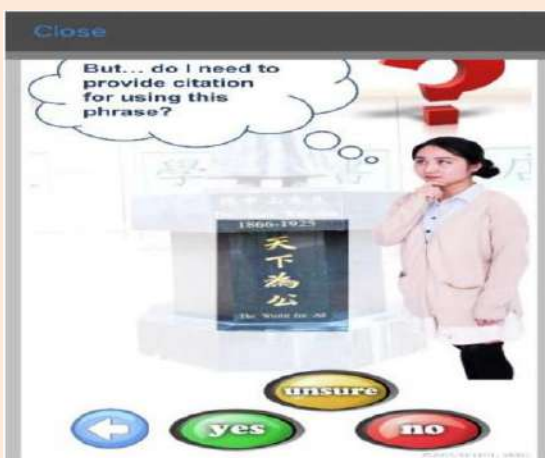 Close
But... do I need to
provide citation
for using this
phrase?
1866-1925
天
下
為
公
The World for All
unsure
yes
no